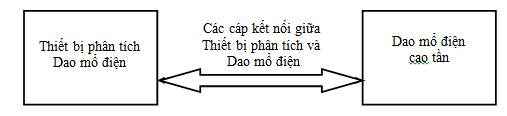 Thiết bị phân tích
Dao mổ điện
Các cáp kết nối giữa
Thiết bị phân tích và
Dao mổ điện
Dao mổ điện
cao tần